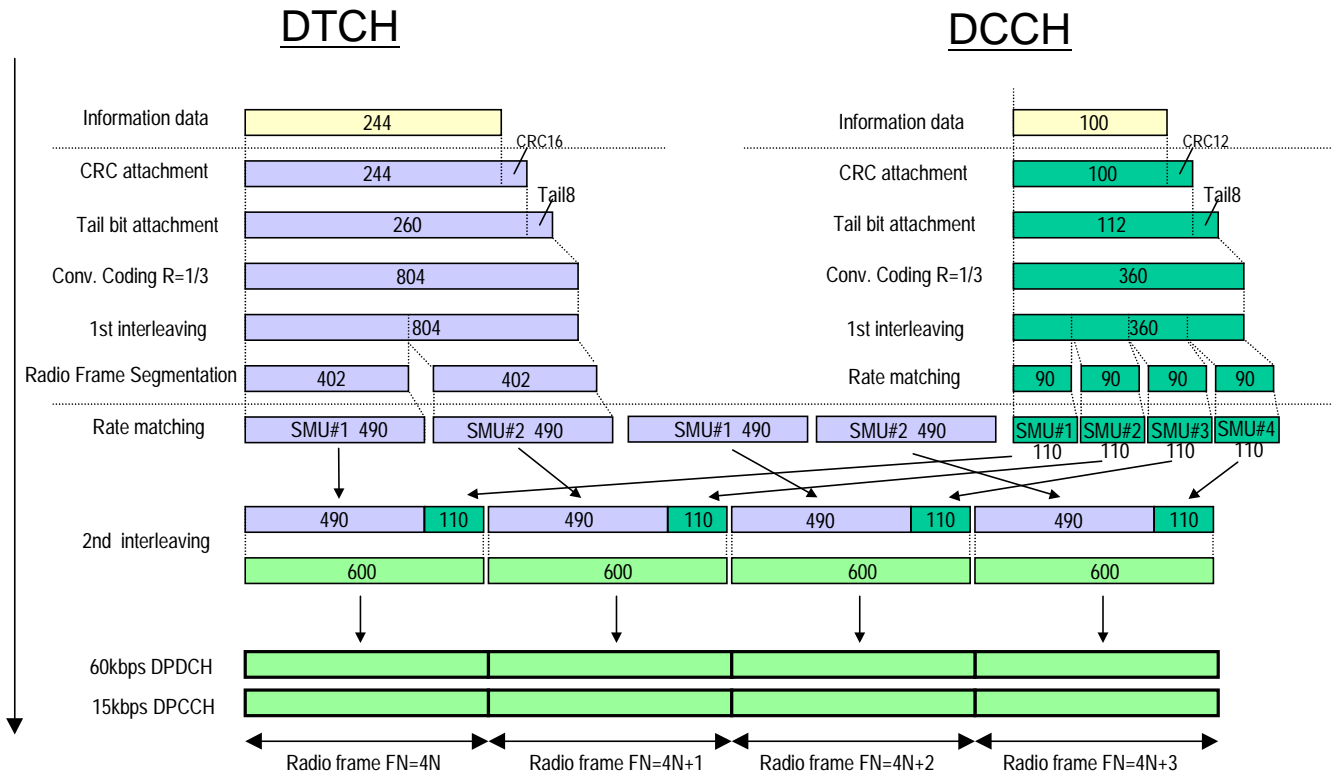 DTCH
DCCH
Information data
244
Information data
100
CRC16
CRC12
CRC attachment
244
CRC attachment
100
Tail8
Tail8
Tail bit attachment
260
Tail bit attachment
112
Conv. Coding R=1/3
804
Conv. Coding R=1/3
360
1st interleaving
804
1st interleaving
360
Radio Frame Segmentation
402
402
Rate matching
90
90
90
90
Rate matching
SMU#1 490
SMU#2 490
SMU#1 490
SMU#2 490
SMU#1
SMU#2
SMU#3
SMU#4
110
110
110
110
2nd interleaving
490
110
490
110
490
110
490
110
600
600
600
600
60kbps DPDCH
15kbps DPCCH
Radio frame FN=4N
Radio frame FN=4N+1
Radio frame FN=4N+2
Radio frame FN=4N+3